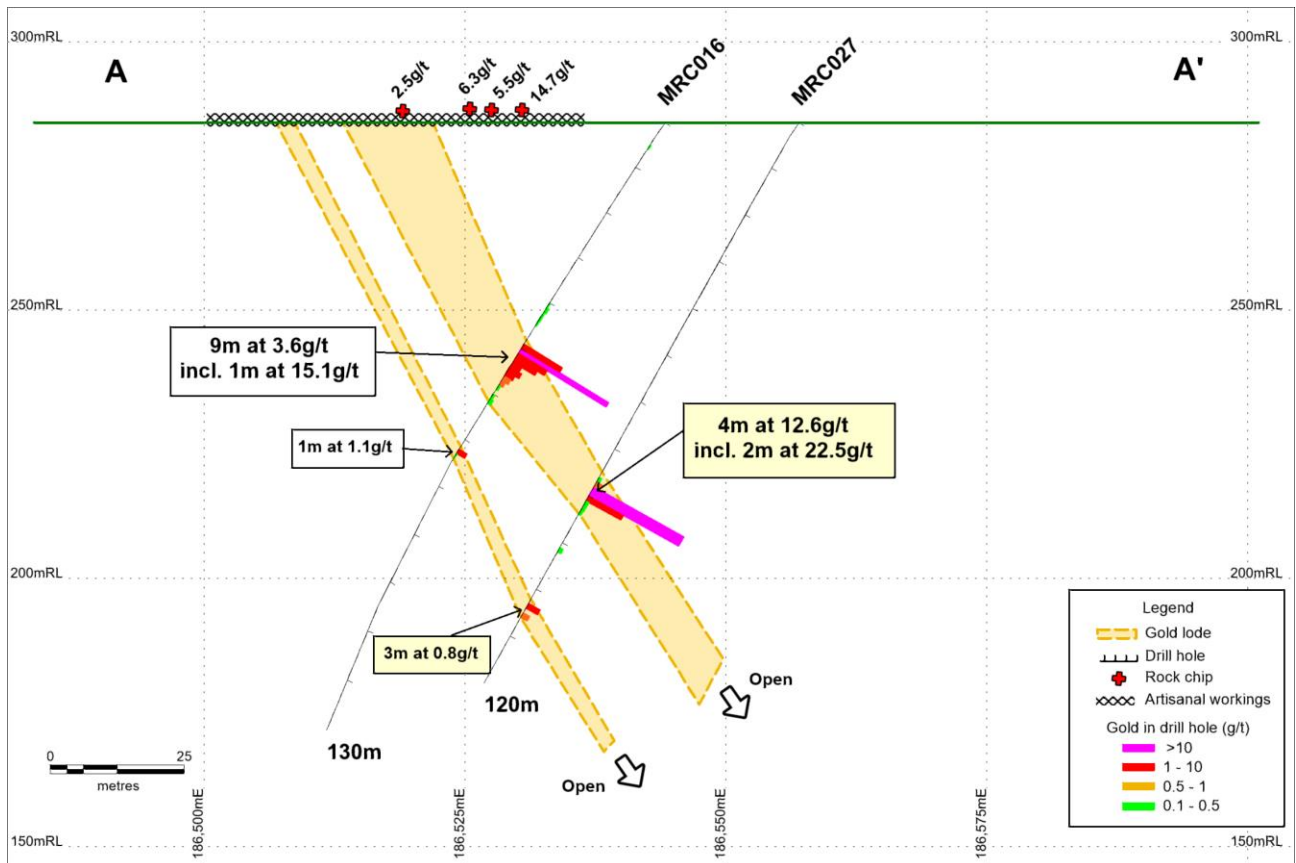 300mRL
300mRL
A
2.5g/t
6.3g/t
5.5g/t
14.7g/t
MRC016
MRC027
A'
250mRL
250mRL
9m at 3.6g/t
incl. 1m at 15.1g/t
4m at 12.6g/t
incl. 2m at 22.5g/t
1m at 1.1g/t
200mRL
200mRL
3m at 0.8g/t
120m
130m
Open
Open
0
25
metres
Legend
Gold lode
Drill hole
Rock chip
Artisanal workings
Gold in drill hole (g/t)
>10
1 - 10
0.5 - 1
0.1 - 0.5
150mRL
150mRL
186,500mE
186,525mE
186,550mE
186,575mE